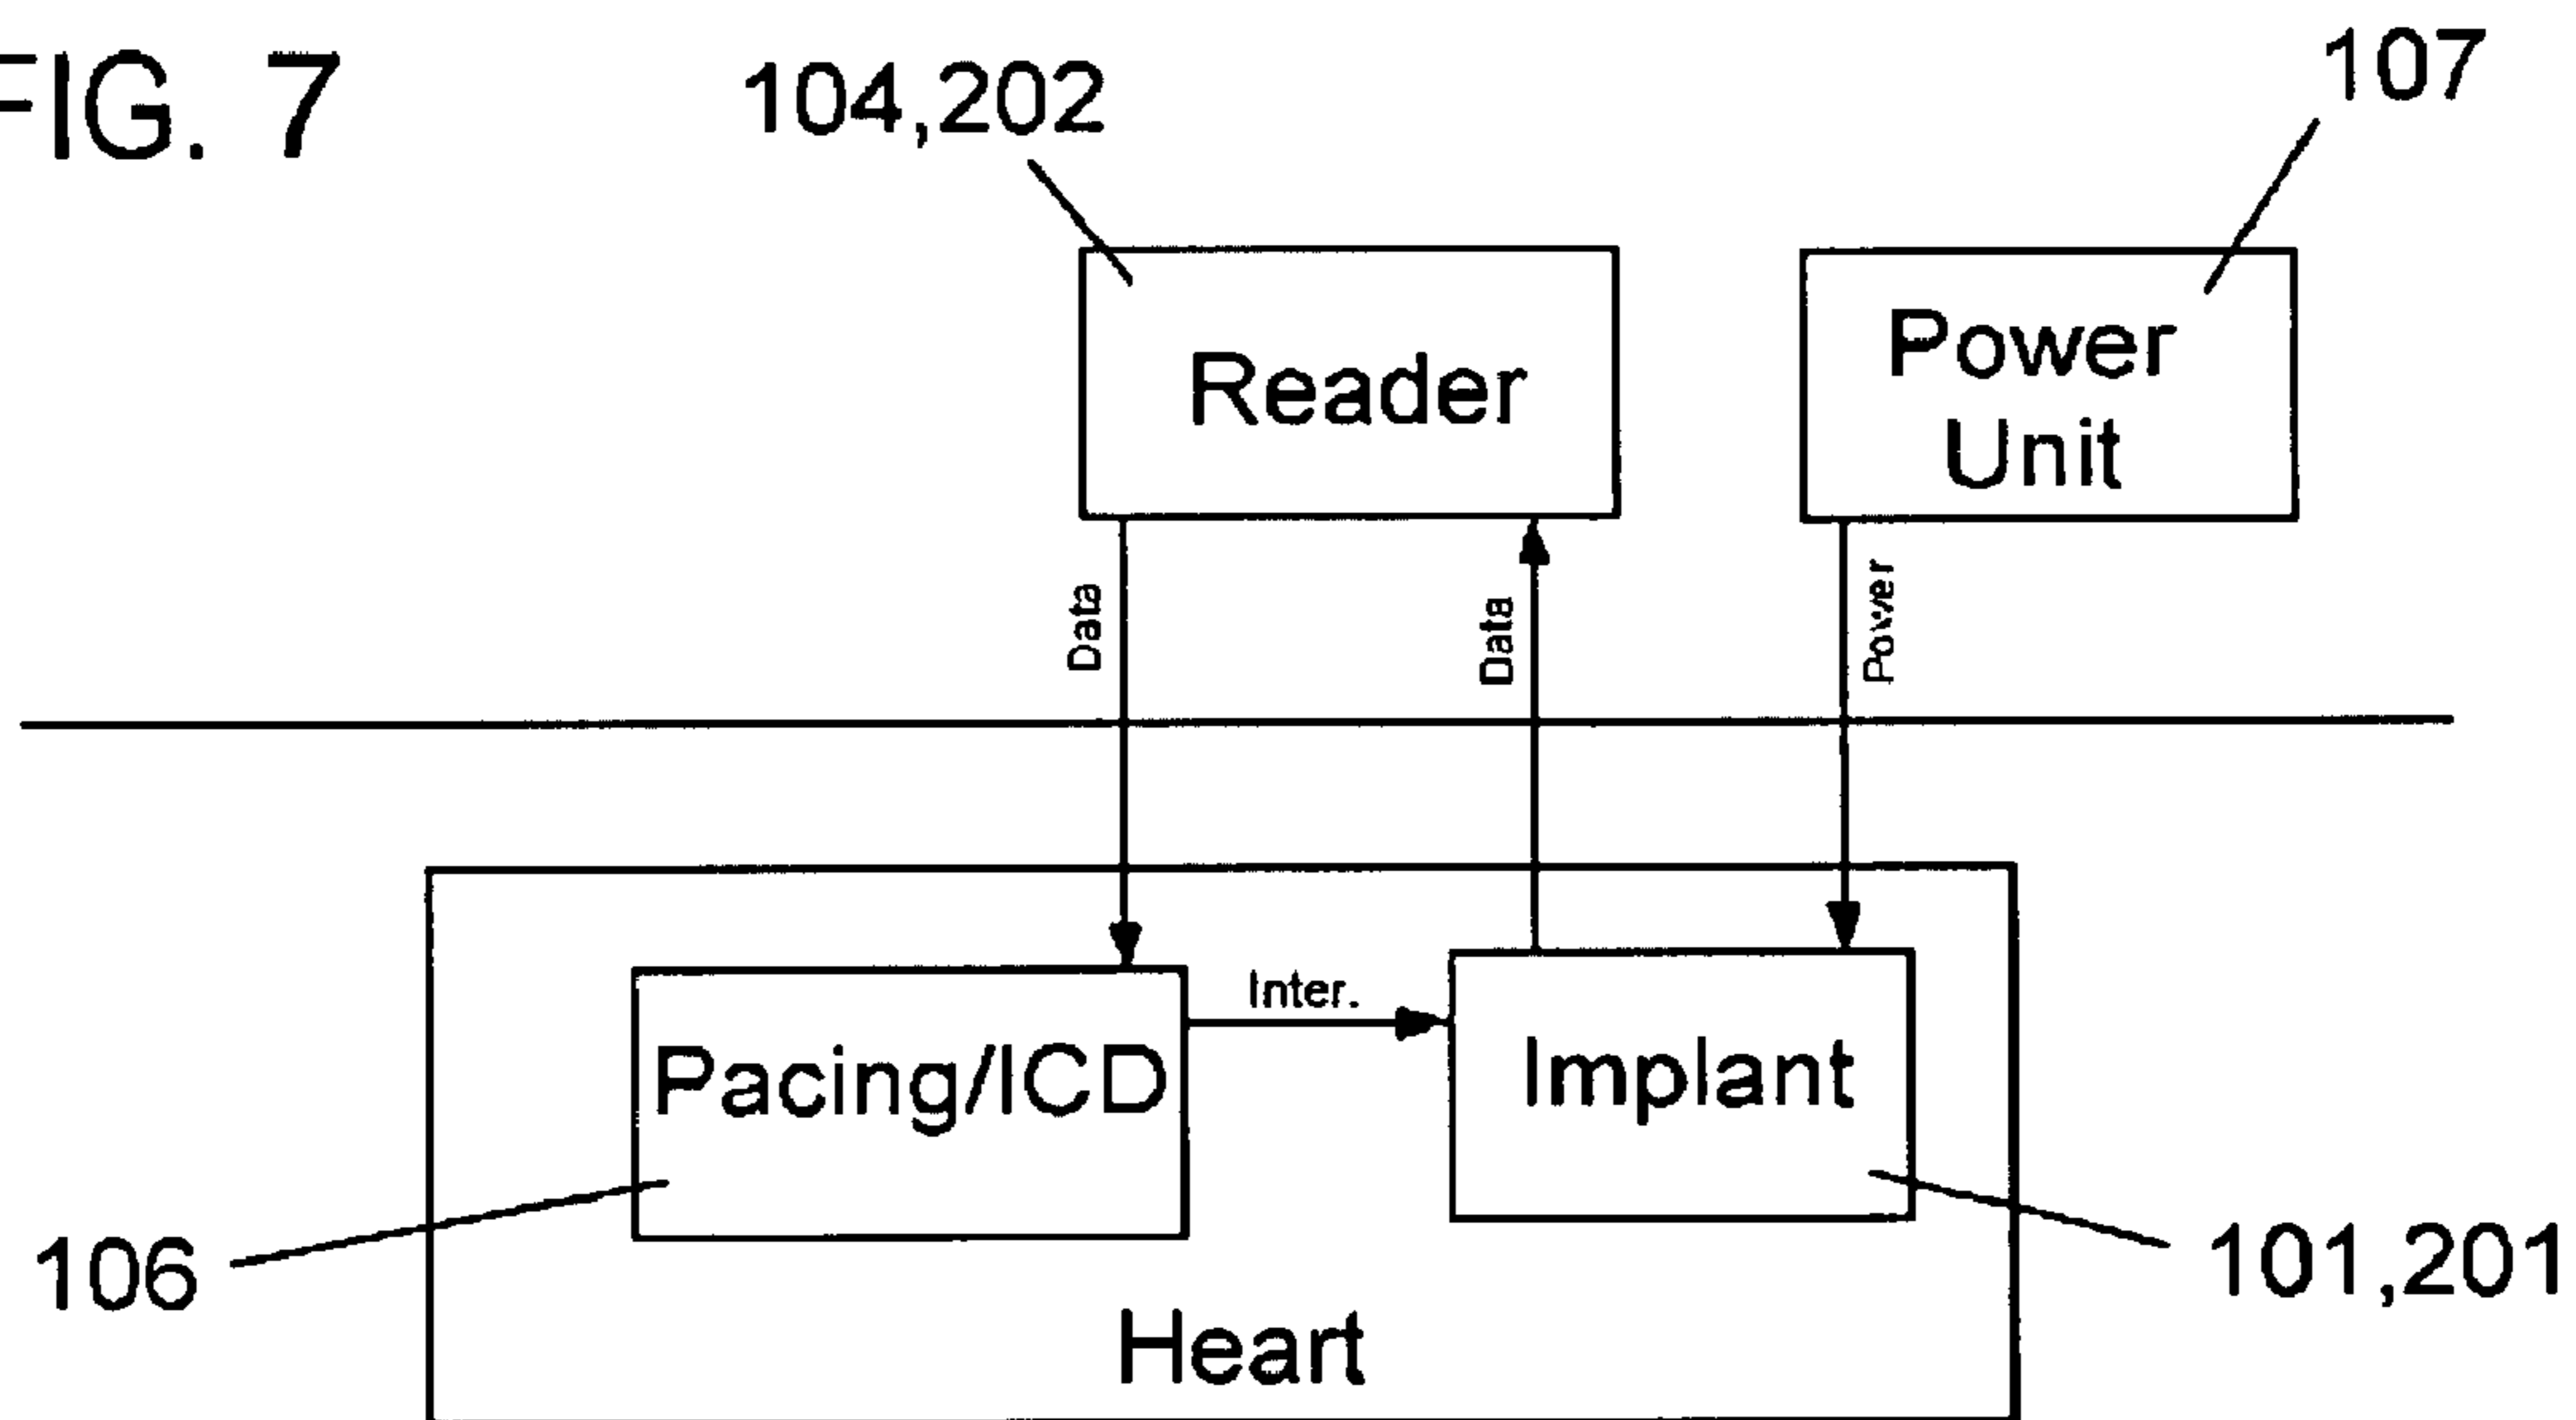 FIG. 7
104,202
107
Reader
Power
Unit
Data
Data
Power
Inter.
Pacing/ICD
Implant
106
101,201
Heart